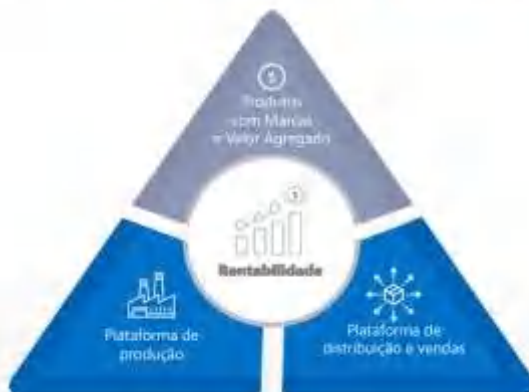 Produtos
com Marcas
e Valor Agregado
Rentabilidade
Plataforma de
produção
Plataforma de
distribuição e vendas